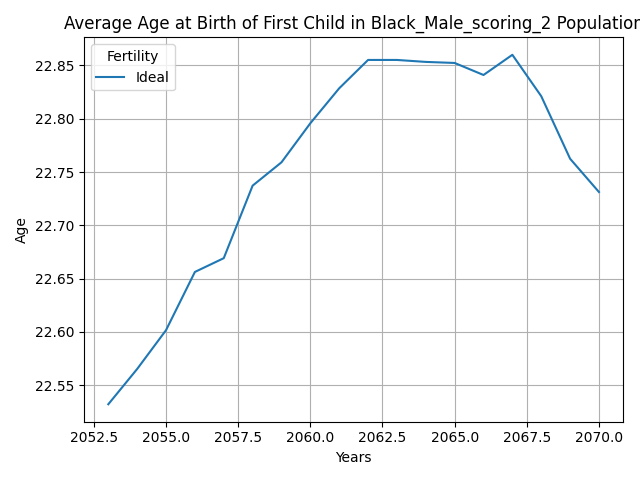 Average Age at Birth of First Child in Black_Male_scoring_2 Population
Fertility
Ideal
22.85
22.80
22.75
22.70
22.65
22.60
22.55
Age
2052.5 2055.0 2057.5 2060.0 2062.5 2065.0 2067.5 2070.0
Years